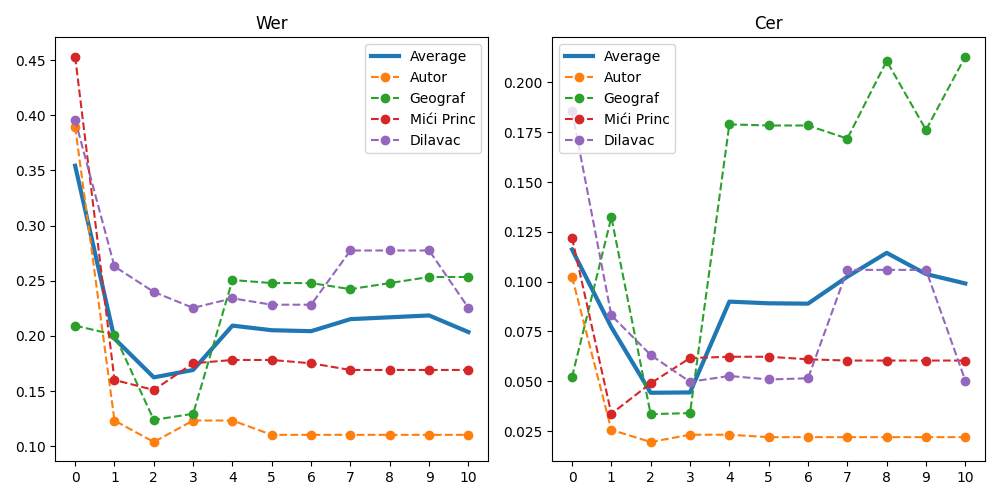 Wer
0.45
0.40
0.35
0.30
0.25
0.20
0.15
0.10
0 1 2 3 4 5 6 7 8 9 10
Average
Autor
Geograf
Mići Princ
Dilavac
Cer
0.200
0.175
0.150
0.125
0.100
0.075
0.050
0.025
0 1 2 3 4 5 6 7 8 9 10
Average
Autor
Geograf
Mići Princ
Dilavac